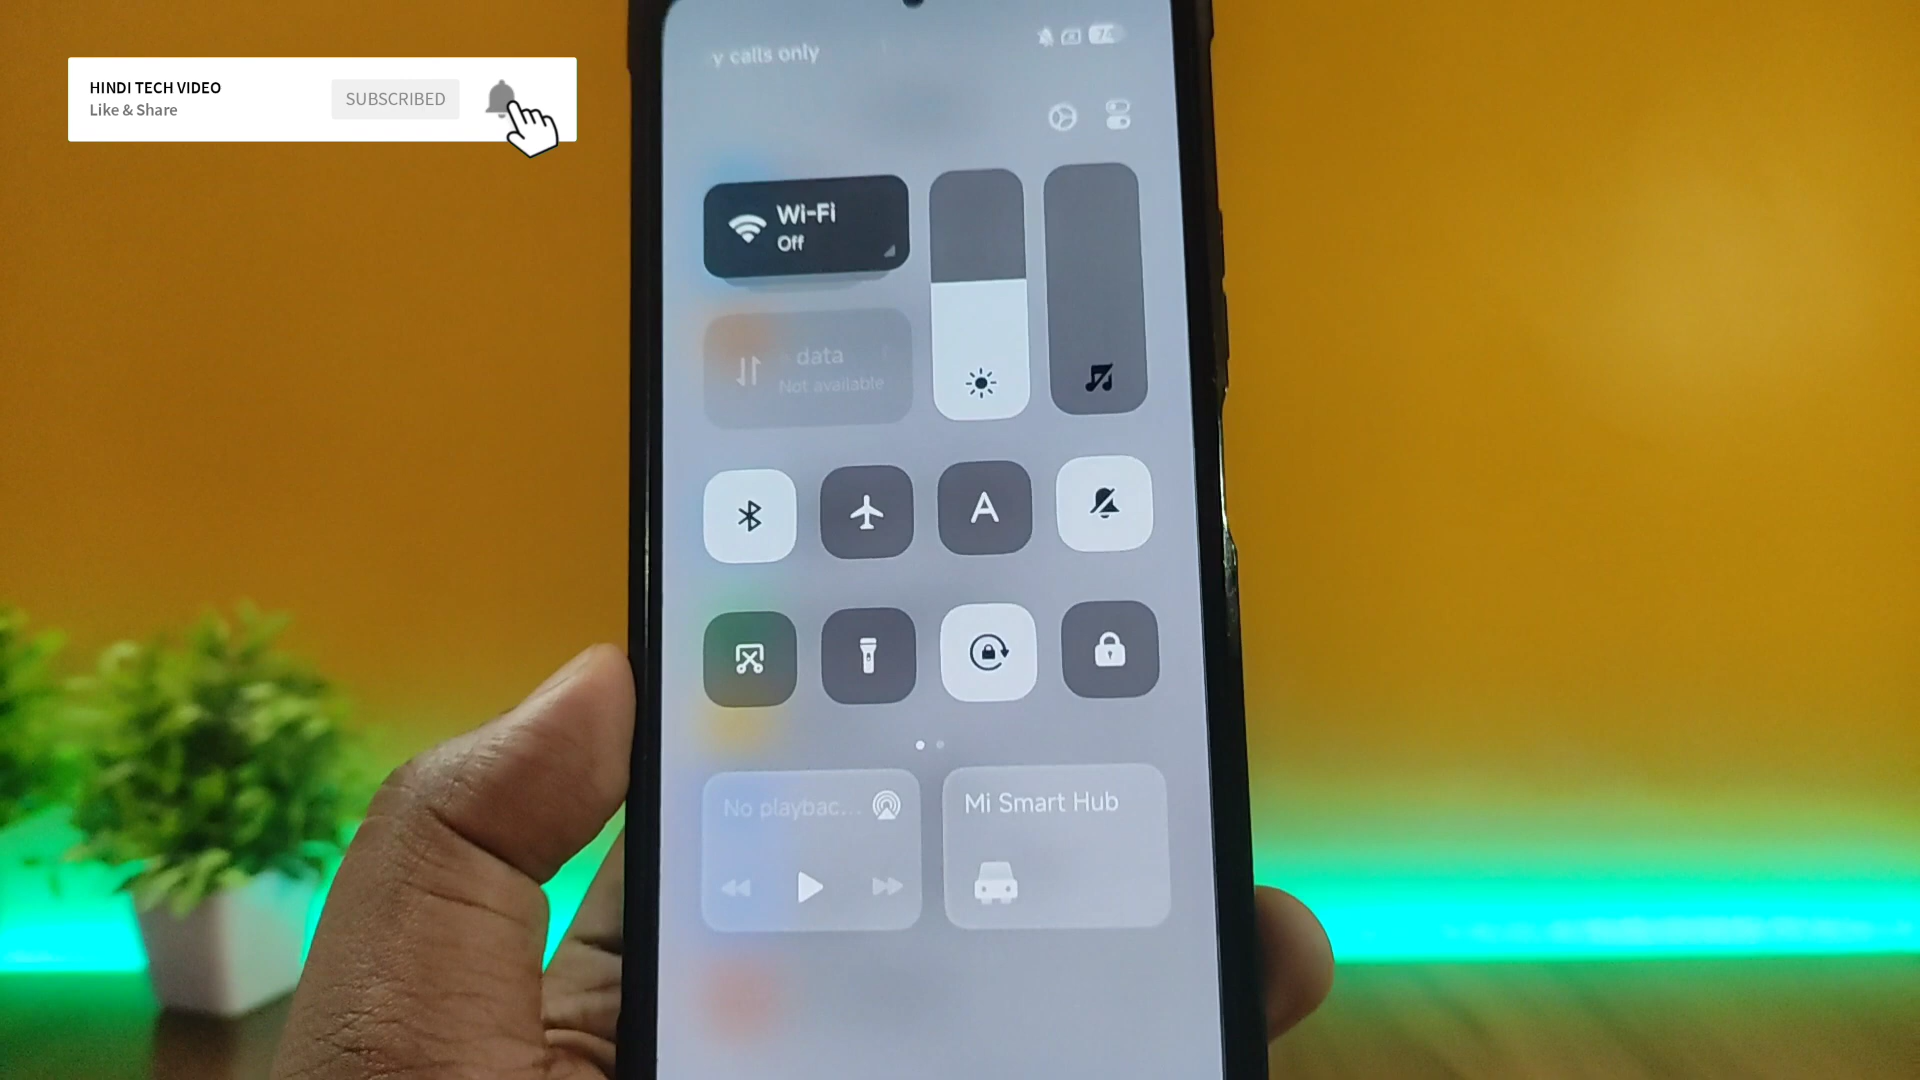 HINDI TECH VIDEO
Like & Share
SUBSCRIBED
y calls only
Wi-Fi
Off
data
Not available
A
No playbac...
Mi Smart Hub